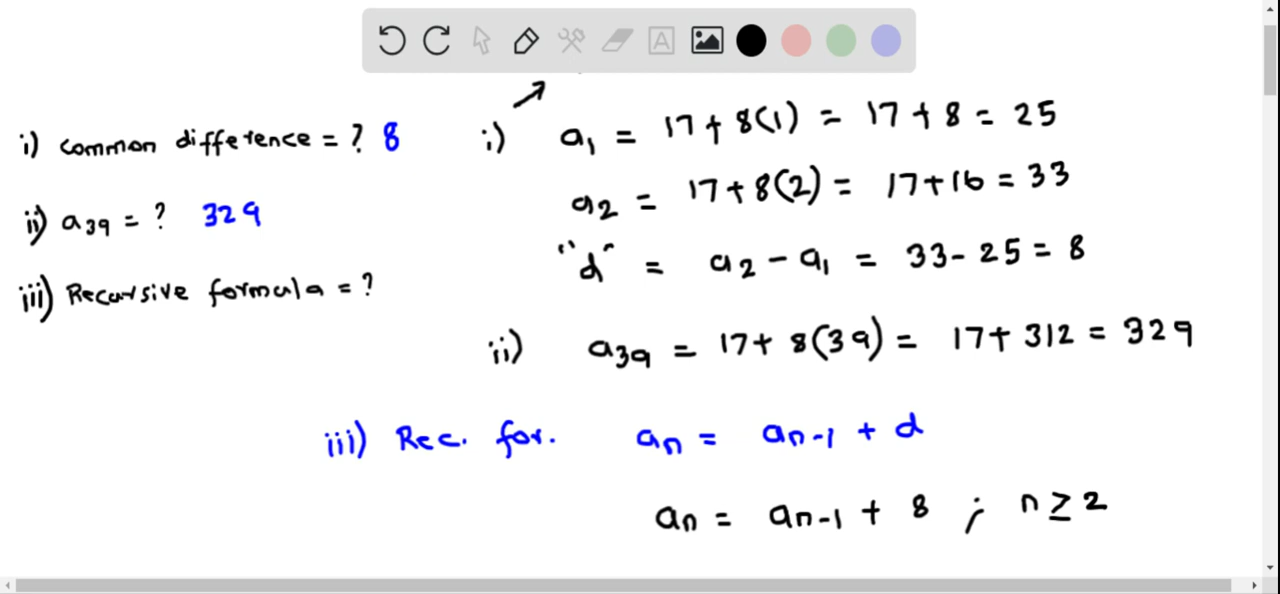 i) common difference = ? 8
ii) a₃₉ = ? 329
iii) Recursive formula = ?
i) a₁ = 17 + 8(1) = 17 + 8 = 25
a₂ = 17 + 8(2) = 17 + 16 = 33
"d" = a₂ - a₁ = 33 - 25 = 8
ii) a₃₉ = 17 + 8(39) = 17 + 312 = 329
iii) Rec. for. aₙ = aₙ₋₁ + d
aₙ = aₙ₋₁ + 8 ; n ≥ 2